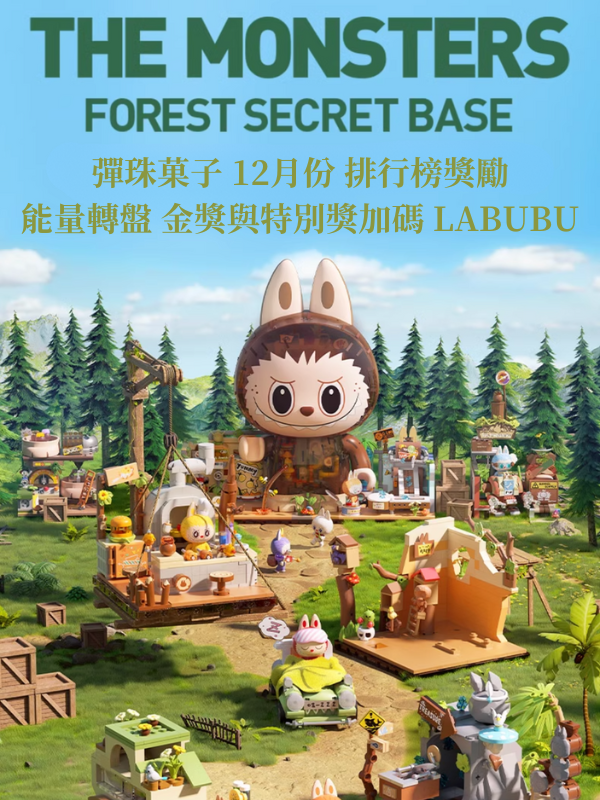 THE MONSTERS
FOREST SECRET BASE
彈珠菓子 12月份 排行榜獎勵
能量轉盤 金獎與特別獎加碼 LABUBU